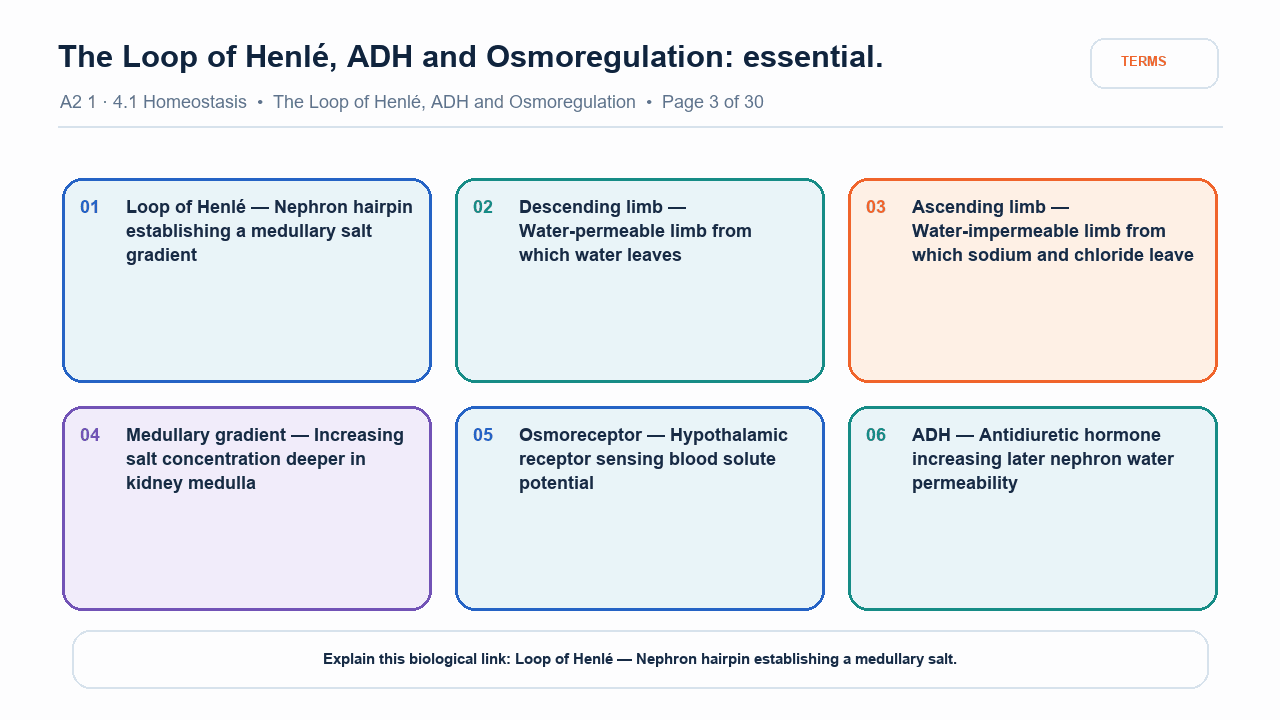 The Loop of Henlé, ADH and Osmoregulation: essential.
TERMS
A2 1 · 4.1 Homeostasis • The Loop of Henlé, ADH and Osmoregulation • Page 3 of 30
01 Loop of Henlé — Nephron hairpin
establishing a medullary salt
gradient
02 Descending limb —
Water-permeable limb from
which water leaves
03 Ascending limb —
Water-impermeable limb from
which sodium and chloride leave
04 Medullary gradient — Increasing
salt concentration deeper in
kidney medulla
05 Osmoreceptor — Hypothalamic
receptor sensing blood solute
potential
06 ADH — Antidiuretic hormone
increasing later nephron water
permeability
Explain this biological link: Loop of Henlé — Nephron hairpin establishing a medullary salt.